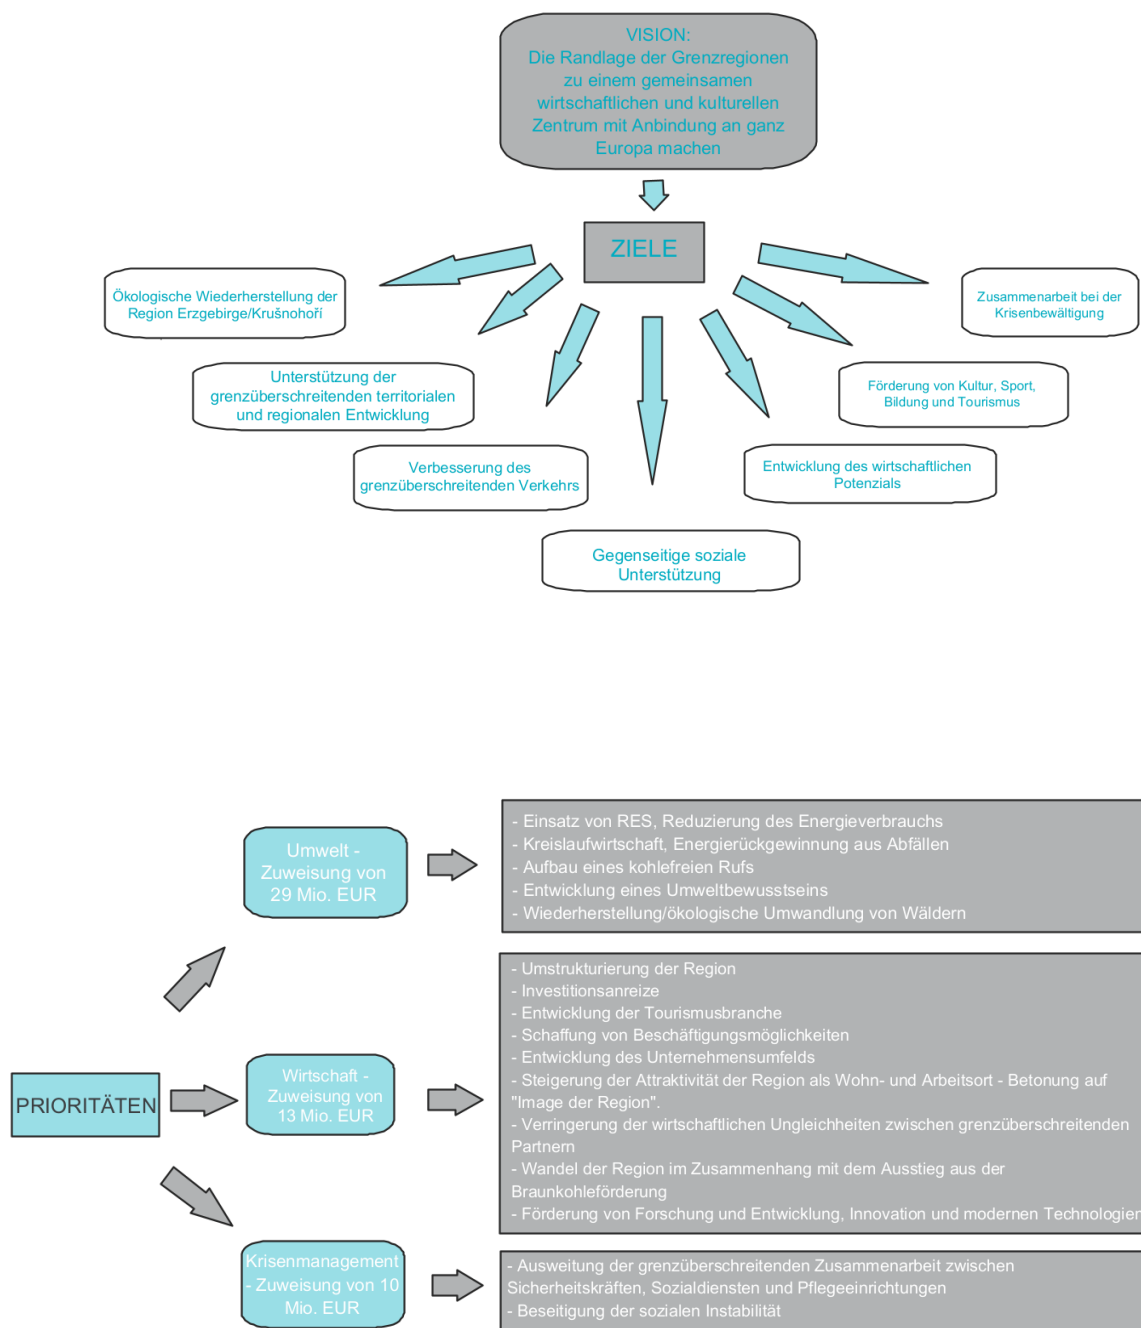 VISION:
Die Randlage der Grenzregionen
zu einem gemeinsamen
wirtschaftlichen und kulturellen
Zentrum mit Anbindung an ganz
Europa machen
ZIELE
Ökologische Wiederherstellung der
Region Erzgebirge/Krušnohoří
Unterstützung der
grenzüberschreitenden territorialen
und regionalen Entwicklung
Verbesserung des
grenzüberschreitenden Verkehrs
Gegenseitige soziale
Unterstützung
Entwicklung des wirtschaftlichen
Potenzials
Förderung von Kultur, Sport,
Bildung und Tourismus
Zusammenarbeit bei der
Krisenbewältigung
PRIORITÄTEN
Umwelt -
Zuweisung von
29 Mio. EUR
- Einsatz von RES, Reduzierung des Energieverbrauchs
- Kreislaufwirtschaft, Energierückgewinnung aus Abfällen
- Aufbau eines kohlefreien Rufs
- Entwicklung eines Umweltbewusstseins
- Wiederherstellung/ökologische Umwandlung von Wäldern
Wirtschaft -
Zuweisung von
13 Mio. EUR
- Umstrukturierung der Region
- Investitionsanreize
- Entwicklung der Tourismusbranche
- Schaffung von Beschäftigungsmöglichkeiten
- Entwicklung des Unternehmensumfelds
- Steigerung der Attraktivität der Region als Wohn- und Arbeitsort - Betonung auf
"Image der Region".
- Verringerung der wirtschaftlichen Ungleichheiten zwischen grenzüberschreitenden
Partnern
- Wandel der Region im Zusammenhang mit dem Ausstieg aus der
Braunkohleförderung
- Förderung von Forschung und Entwicklung, Innovation und modernen Technologien
Krisenmanagement
- Zuweisung von 10
Mio. EUR
- Ausweitung der grenzüberschreitenden Zusammenarbeit zwischen
Sicherheitskräften, Sozialdiensten und Pflegeeinrichtungen
- Beseitigung der sozialen Instabilität